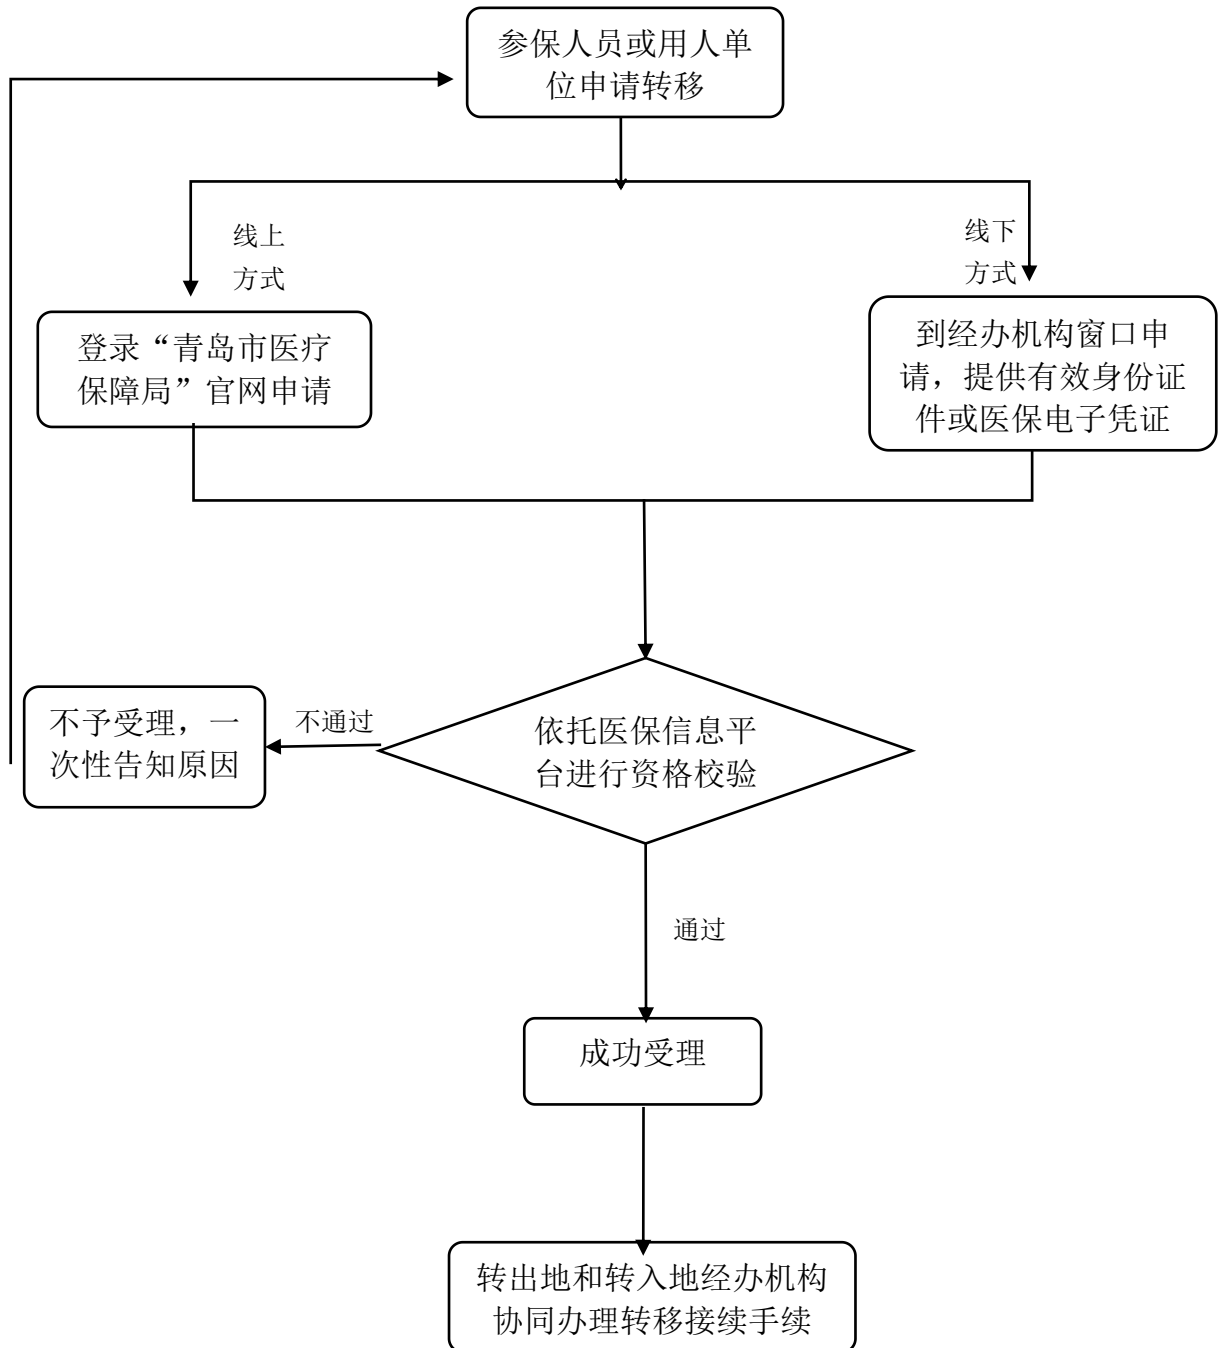 参保人员或用人单
位申请转移
线上
方式
线下
方式
登录“青岛市医疗
保障局”官网申请
到经办机构窗口申
请，提供有效身份证
件或医保电子凭证
不予受理，一
次性告知原因
不通过
依托医保信息平
台进行资格校验
通过
成功受理
转出地和转入地经办机构
协同办理转移接续手续